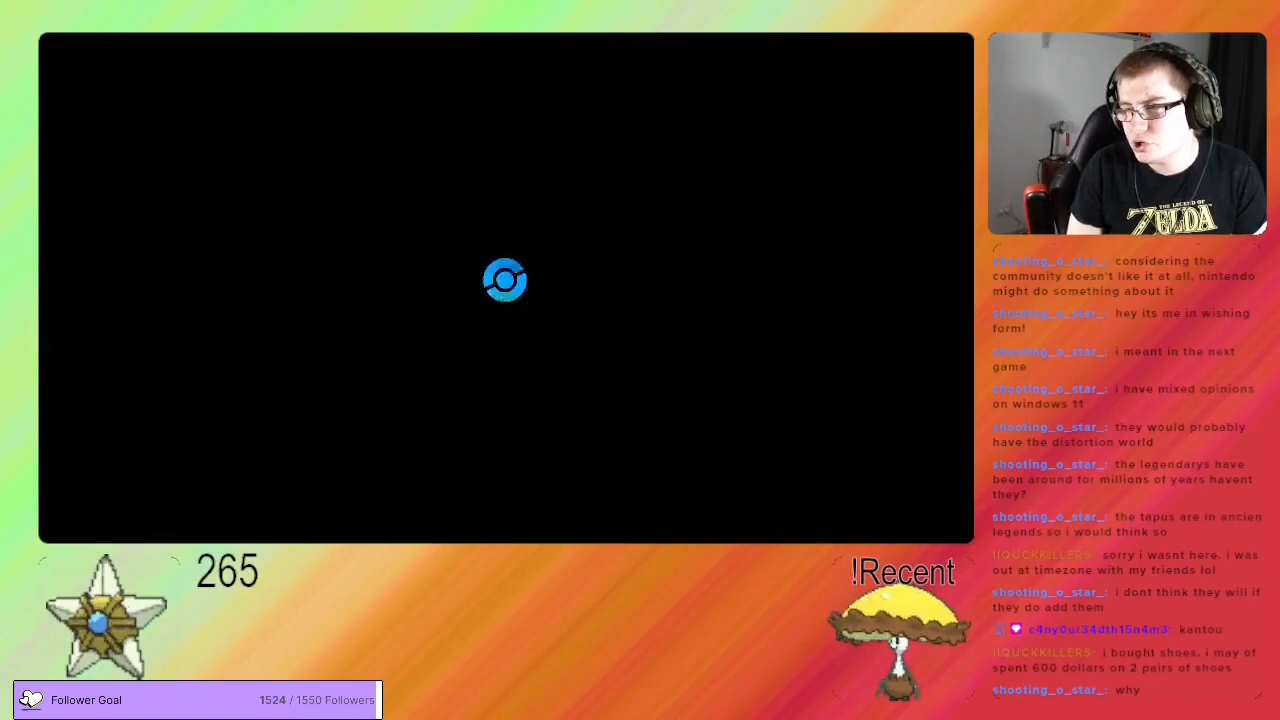 THE LEGEND OF
ZELDA
shooting_o_star_: considering the
community doesn't like it at all, nintendo
might do something about it
shooting_o_star_: hey its me in wishing
form!
shooting_o_star_: i meant in the next
game
shooting_o_star_: i have mixed opinions
on windows 11
shooting_o_star_: they would probably
have the distortion world
shooting_o_star_: the legendarys have
been around for millions of years havent
they?
shooting_o_star_: the tapus are in ancien
legends so i would think so
sorry i wasnt here. i was
out at timezone with my friends lol
shooting_o_star_: i dont think they will if
they do add them
c4ny0ur34dth15n4m3: kantou
i bought shoes. i may of
spent 600 dollars on 2 pairs of shoes
shooting_o_star_: why
265
!Recent
Follower Goal 1524 / 1550 Followers